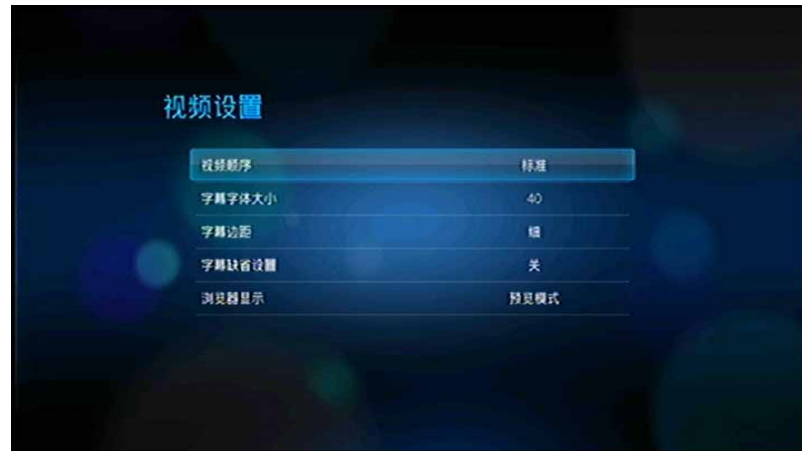 视频设置
视频顺序 标准
字幕字体大小 40
字幕边距 细
字幕缺省设置 关
浏览器显示 预览模式